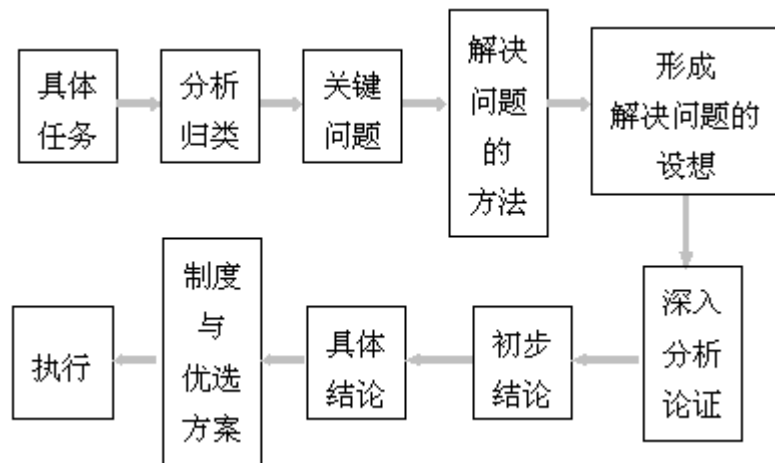 具体
任务
分析
归类
关键
问题
解决
问题
的
方法
形成
解决问题的
设想
深入
分析
论证
初步
结论
具体
结论
制度
与
优选
方案
执行